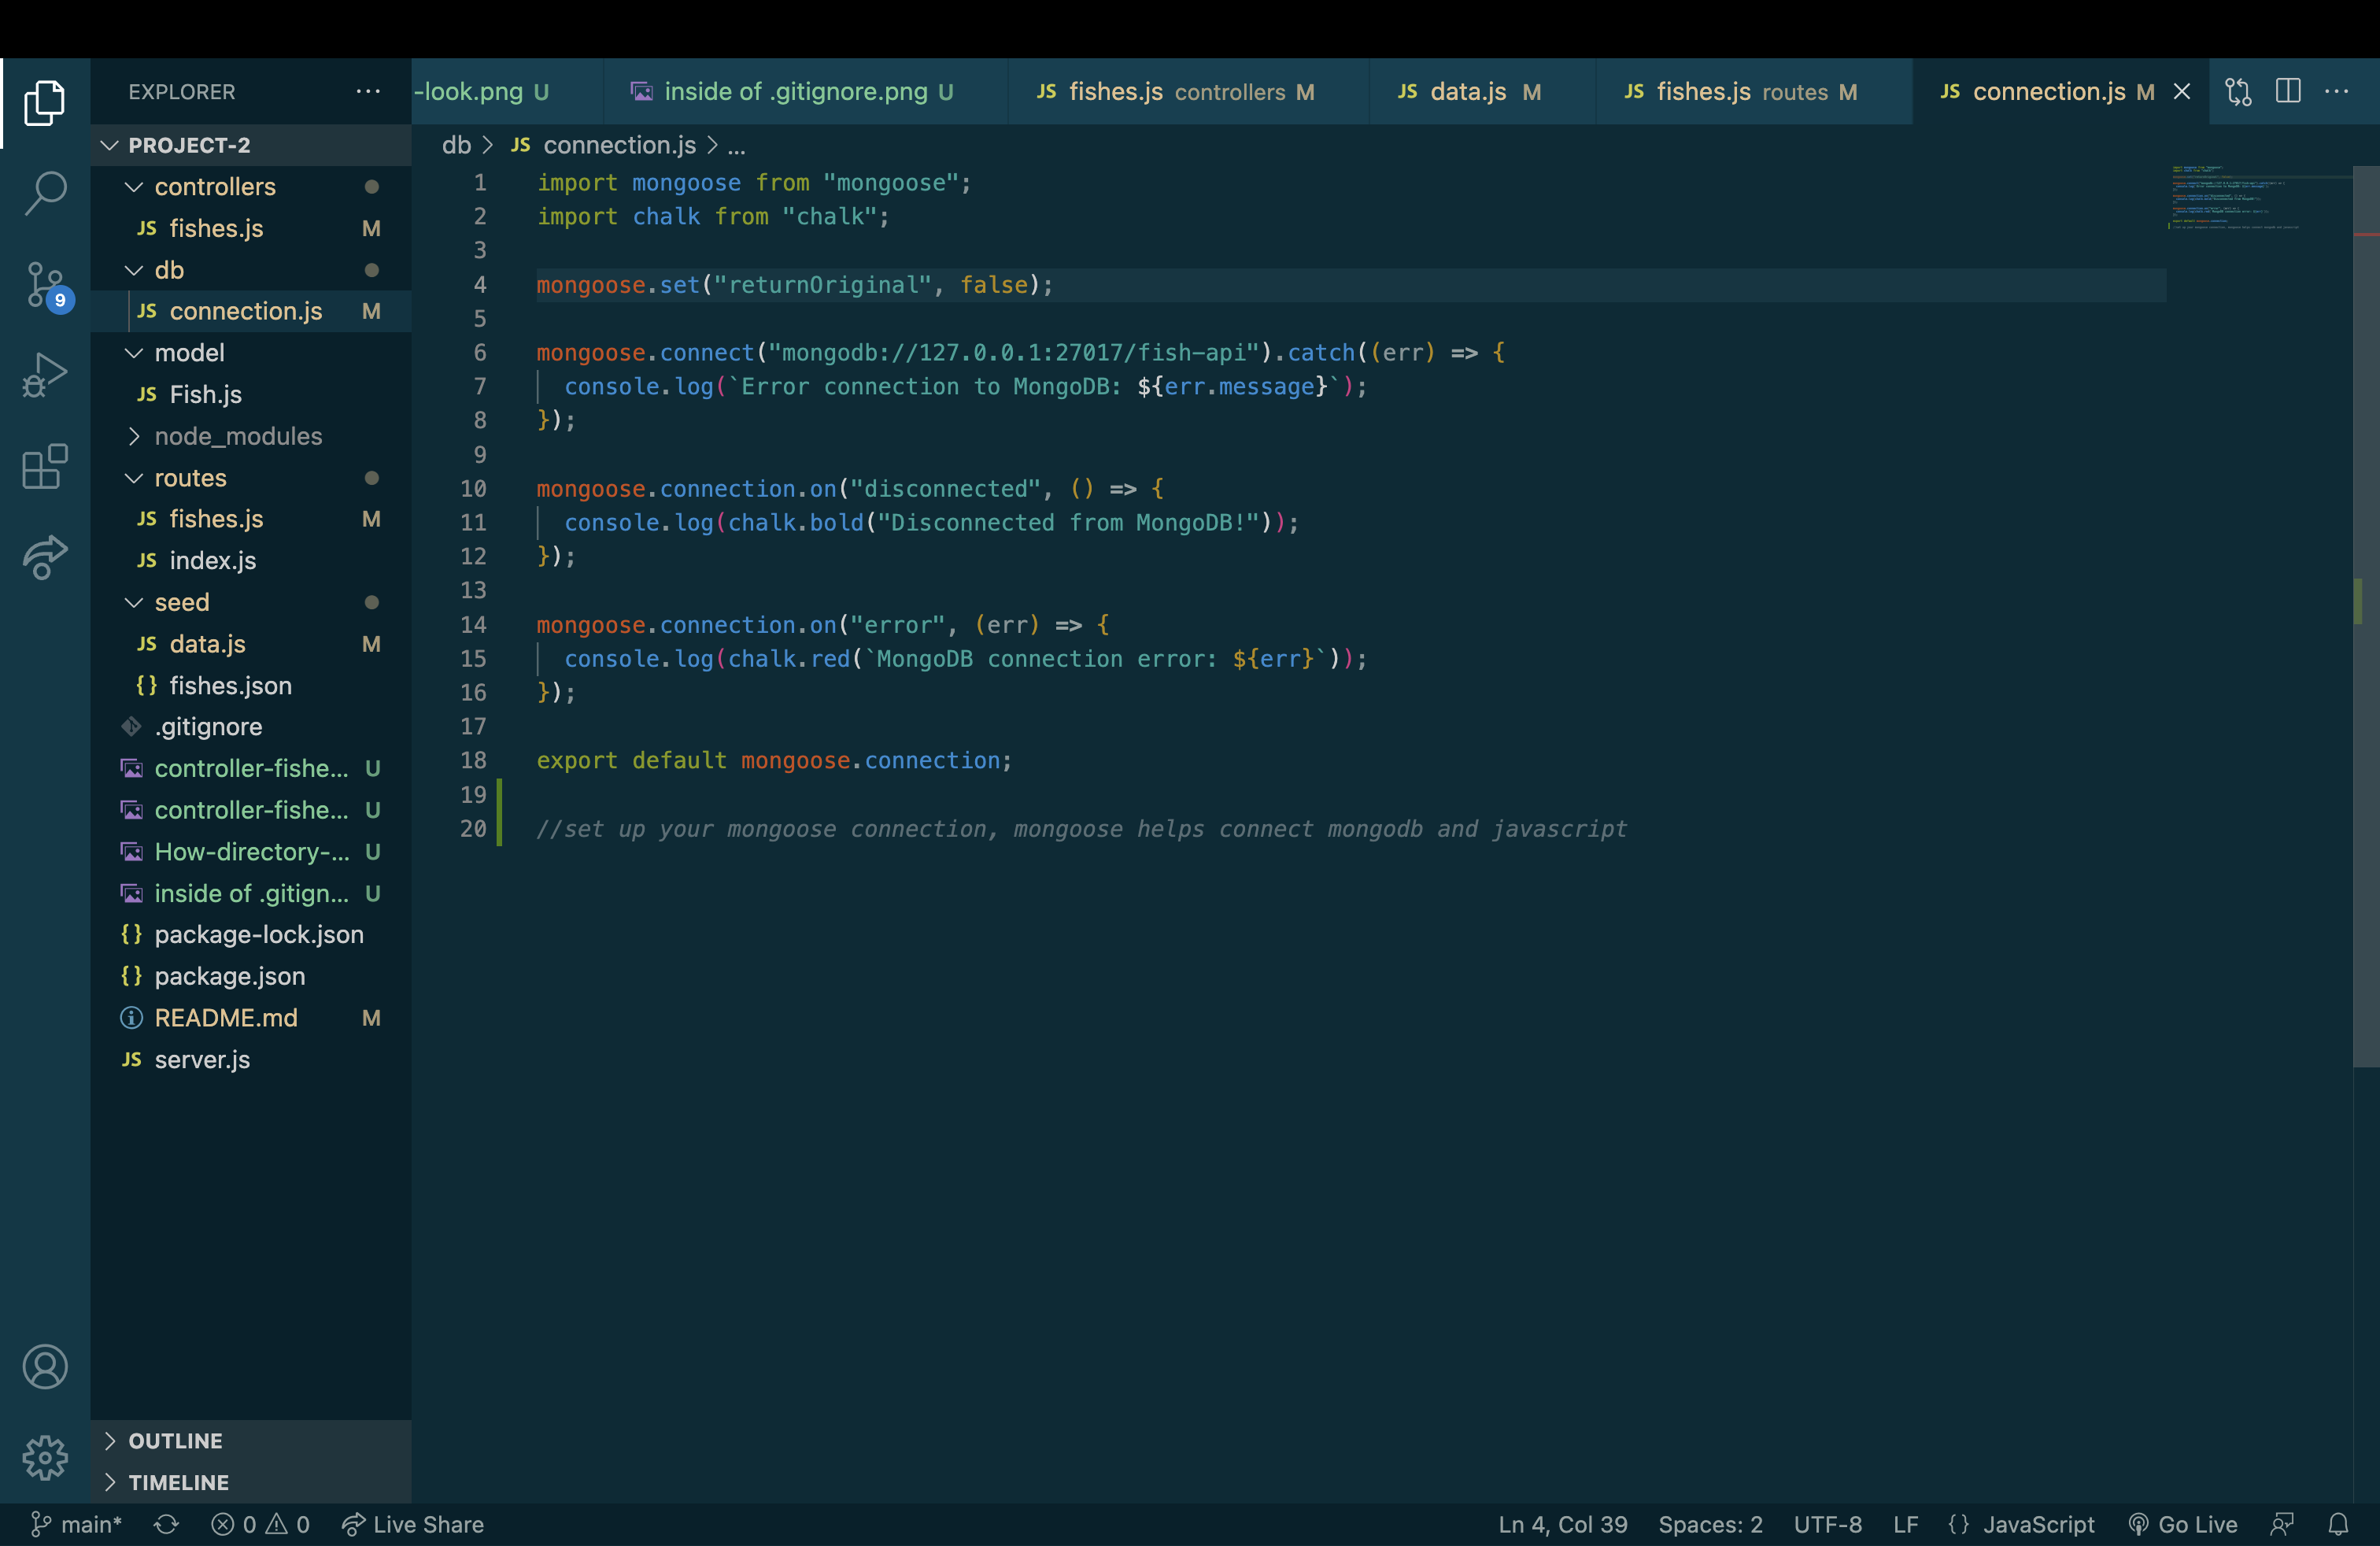 EXPLORER ...
-look.png U inside of .gitignore.png U JS fishes.js controllers M JS data.js M JS fishes.js routes M JS connection.js M
PROJECT-2
controllers
JS fishes.js M
db
JS connection.js M
model
JS Fish.js
node_modules
routes
JS fishes.js M
JS index.js
seed
JS data.js M
{} fishes.json
.gitignore
controller-fishe... U
controller-fishe... U
How-directory-... U
inside of .gitign... U
{} package-lock.json
{} package.json
README.md M
JS server.js
OUTLINE
TIMELINE
9
db > JS connection.js > ...
1 import mongoose from "mongoose";
2 import chalk from "chalk";
3
4 mongoose.set("returnOriginal", false);
5
6 mongoose.connect("mongodb://127.0.0.1:27017/fish-api").catch((err) => {
7 console.log(`Error connection to MongoDB: ${err.message}`);
8 });
9
10 mongoose.connection.on("disconnected", () => {
11 console.log(chalk.bold("Disconnected from MongoDB!"));
12 });
13
14 mongoose.connection.on("error", (err) => {
15 console.log(chalk.red(`MongoDB connection error: ${err}`));
16 });
17
18 export default mongoose.connection;
19
20 //set up your mongoose connection, mongoose helps connect mongodb and javascript
main* 0 0 Live Share Ln 4, Col 39 Spaces: 2 UTF-8 LF {} JavaScript Go Live